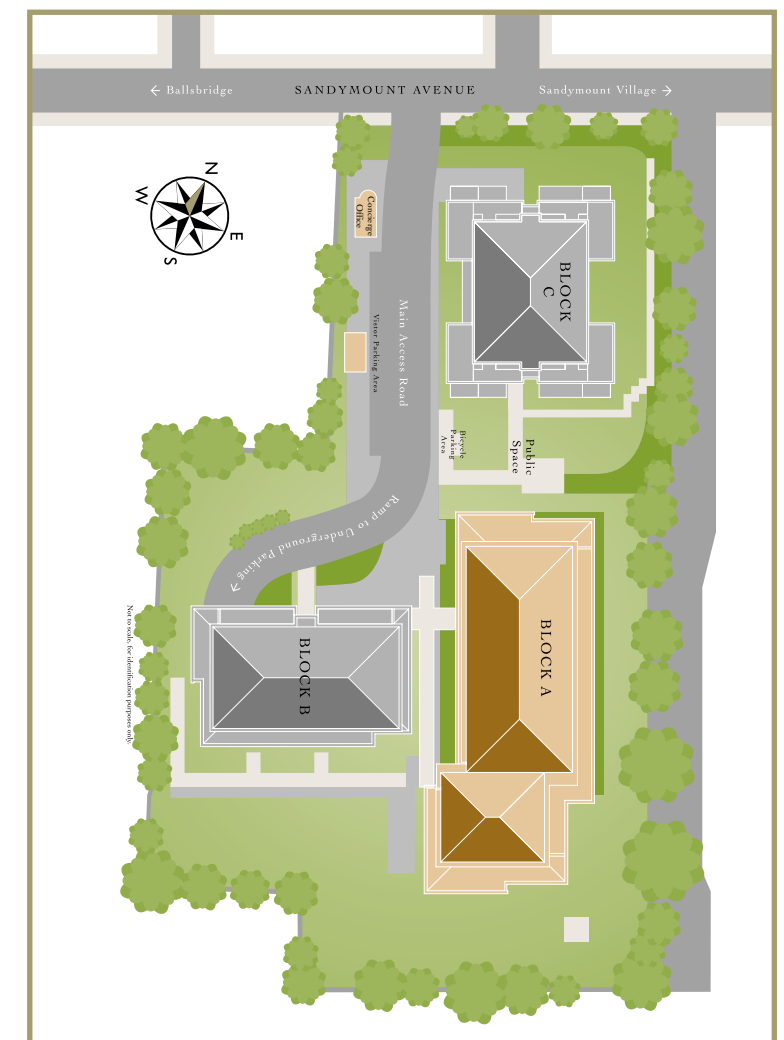 ← Ballsbridge
SANDYMOUNT AVENUE
Sandymount Village →
N
W
E
S
Concierge
Office
BLOCK
C
Main Access Road
Vistor Parking Area
Bicycle
Parking
Area
Public
Space
Ramp to Underground Parking →
BLOCK A
BLOCK B
Not to scale, for identification purposes only.